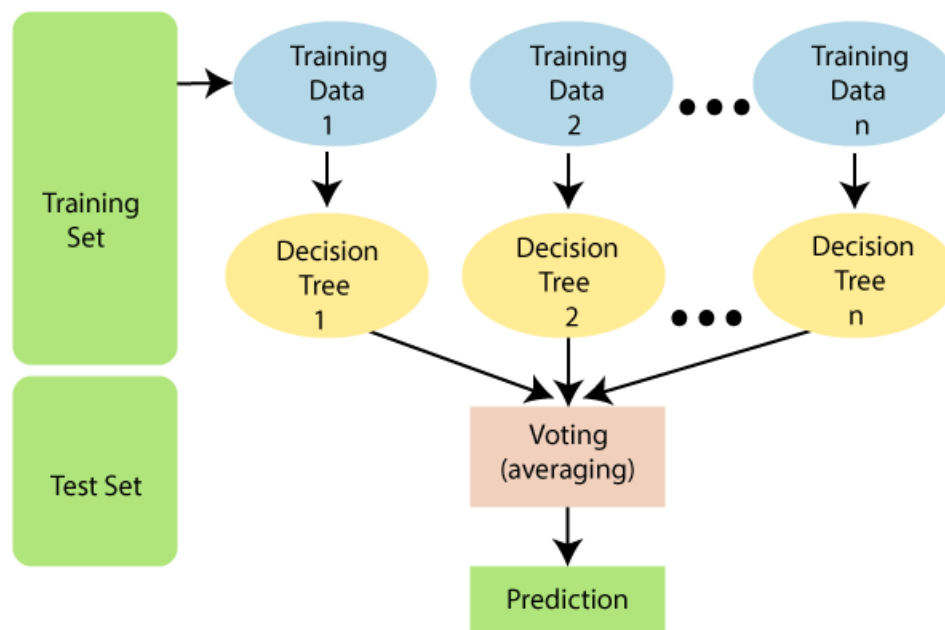 Training
Set
Test Set
Training
Data
1
Training
Data
2
Training
Data
n
Decision
Tree
1
Decision
Tree
2
Decision
Tree
n
Voting
(averaging)
Prediction